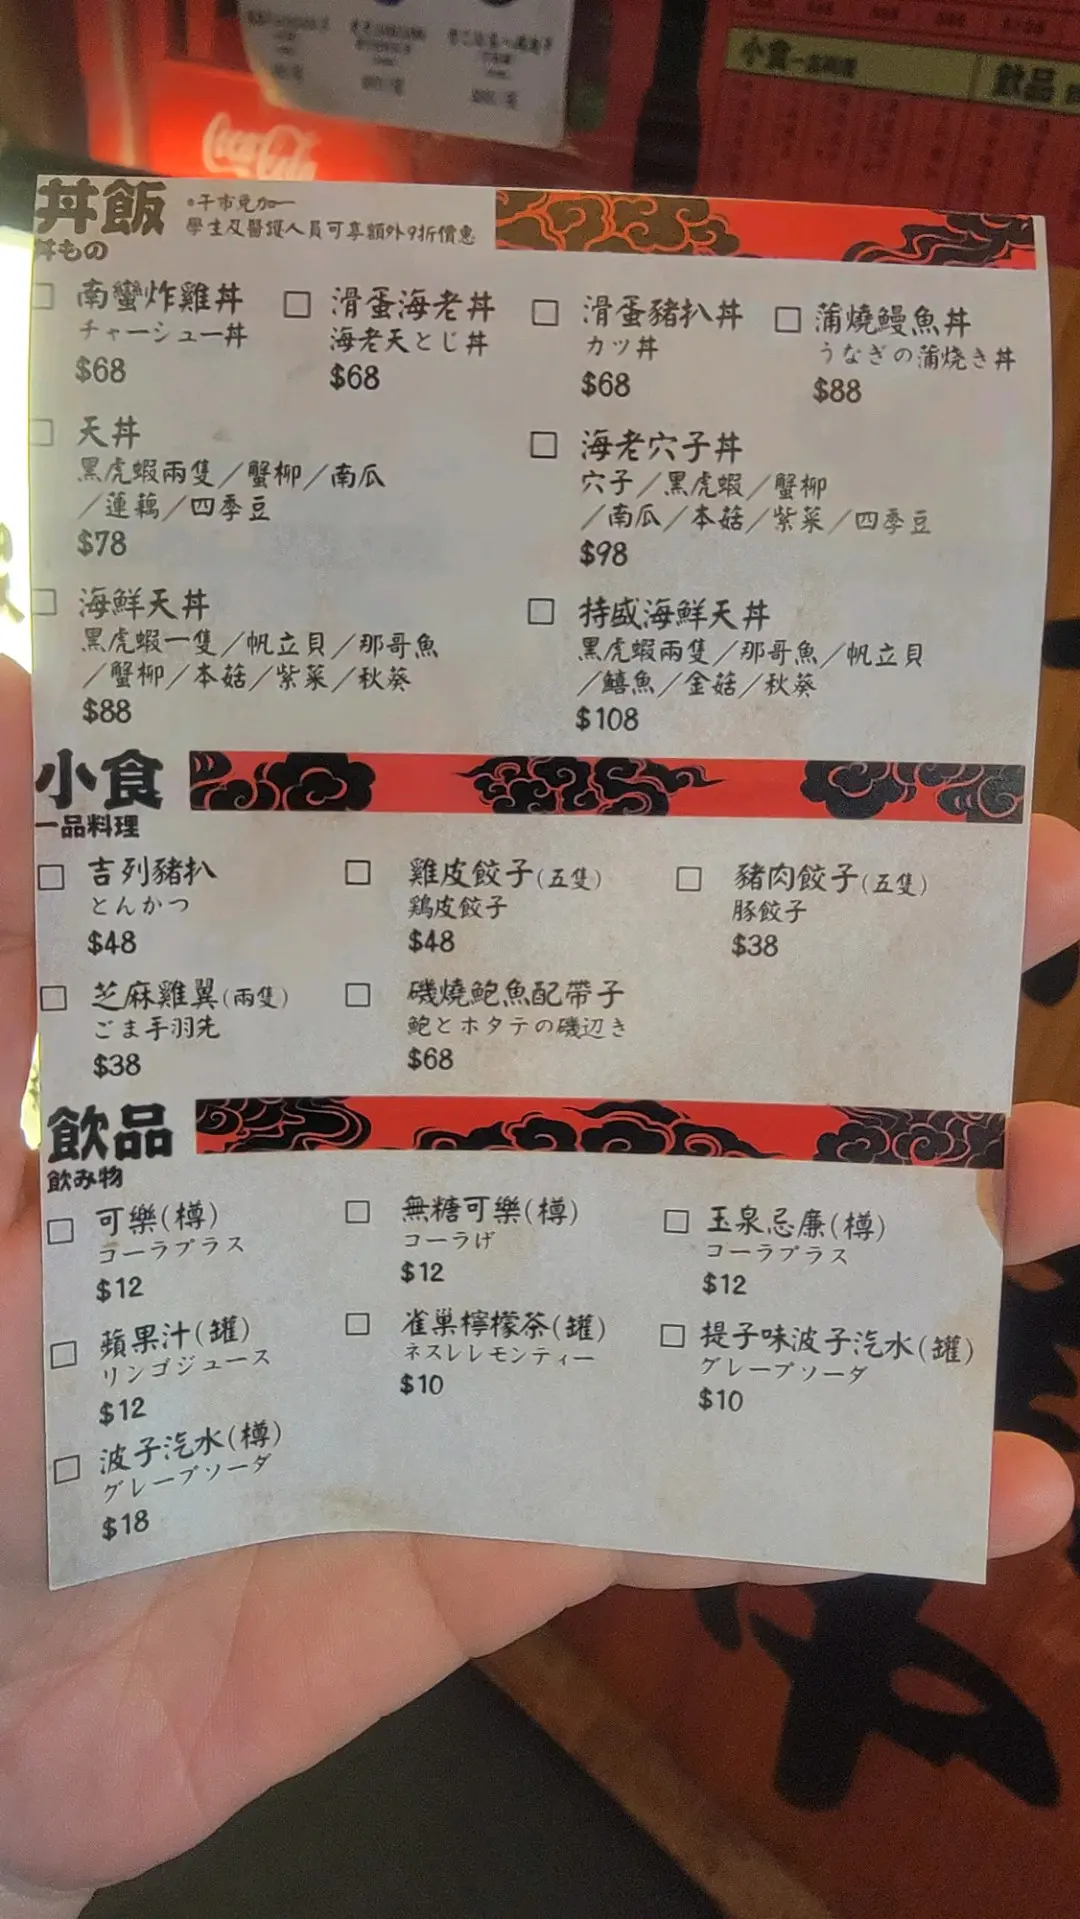 Coca-Cola
小食一品料理
飲品
丼飯
丼もの
•午市免加一
學生及醫護人員可享額外9折價惠
南蠻炸雞丼
チャーシュー丼
$68
滑蛋海老丼
海老天とじ丼
$68
滑蛋豬扒丼
カツ丼
$68
蒲燒鰻魚丼
うなぎの蒲焼き丼
$88
天丼
黑虎蝦兩隻／蟹柳／南瓜
／蓮藕／四季豆
$78
海老穴子丼
穴子／黑虎蝦／蟹柳
／南瓜／本菇／紫菜／四季豆
$98
海鮮天丼
黑虎蝦一隻／帆立貝／那哥魚
／蟹柳／本菇／紫菜／秋葵
$88
特盛海鮮天丼
黑虎蝦兩隻／那哥魚／帆立貝
／鱚魚／金菇／秋葵
$108
小食
一品料理
吉列豬扒
とんかつ
$48
雞皮餃子(五隻)
鶏皮餃子
$48
豬肉餃子(五隻)
豚餃子
$38
芝麻雞翼(兩隻)
ごま手羽先
$38
磯燒鮑魚配帶子
鮑とホタテの磯辺き
$68
飲品
飲み物
可樂(樽)
コーラプラス
$12
無糖可樂(樽)
コーラげ
$12
玉泉忌廉(樽)
コーラプラス
$12
蘋果汁(罐)
リンゴジュース
$12
雀巢檸檬茶(罐)
ネスレレモンティー
$10
提子味波子汽水(罐)
グレープソーダ
$10
波子汽水(樽)
グレープソーダ
$18